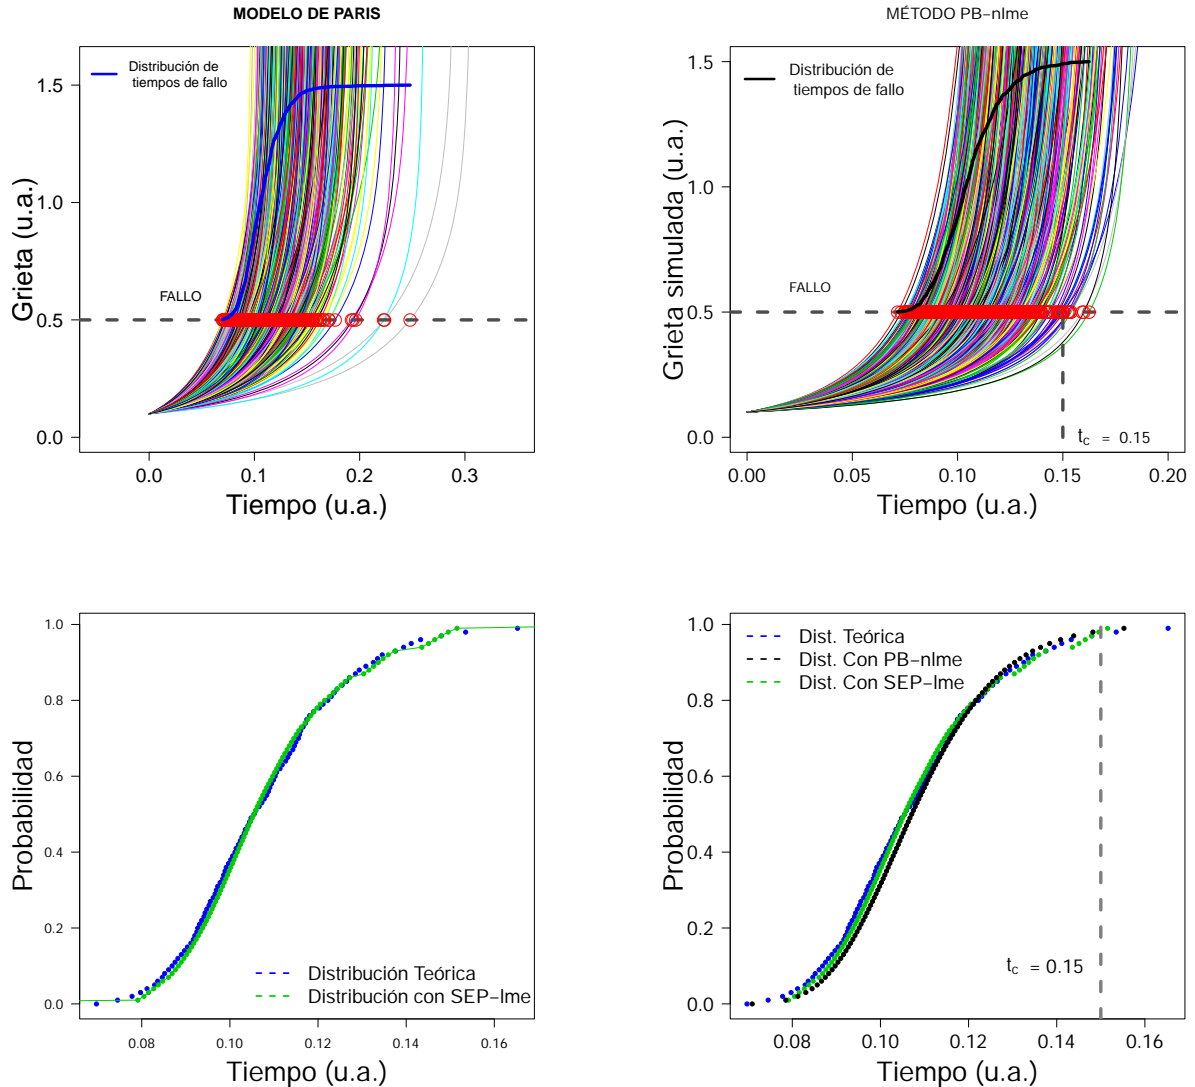 MODELO DE PARIS
Distribución de
tiempos de fallo
1.5
1.0
0.5
0.0
Grieta (u.a.)
FALLO
0.0 0.1 0.2 0.3
Tiempo (u.a.)
MÉTODO PB−nlme
Distribución de
tiempos de fallo
1.5
1.0
0.5
0.0
Grieta simulada (u.a.)
FALLO
tc = 0.15
0.00 0.05 0.10 0.15 0.20
Tiempo (u.a.)
1.0
0.8
0.6
0.4
0.2
0.0
Probabilidad
Distribución Teórica
Distribución con SEP−lme
0.08 0.10 0.12 0.14 0.16
Tiempo (u.a.)
1.0
0.8
0.6
0.4
0.2
0.0
Probabilidad
Dist. Teórica
Dist. Con PB−nlme
Dist. Con SEP−lme
tc = 0.15
0.08 0.10 0.12 0.14 0.16
Tiempo (u.a.)